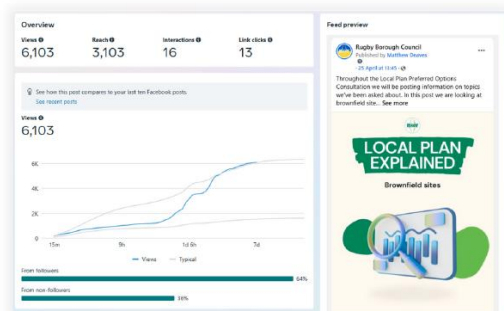 Overview
Views
6,103
Reach
3,103
Interactions
16
Link clicks
13
See how this post compares to your last ten Facebook posts.
See recent posts
Views
6,103
6K
4K
2K
0
15m
9h
1d 6h
7d
Views
Typical
From followers
64%
From non-followers
36%
Feed preview
Rugby Borough Council
Published by Matthew Deaves
· 25 April at 11:45 ·
Throughout the Local Plan Preferred Options
Consultation we will be posting information on topics
we've been asked about. In this post we are looking at
brownfield site... See more
LOCAL PLAN
EXPLAINED
Brownfield sites